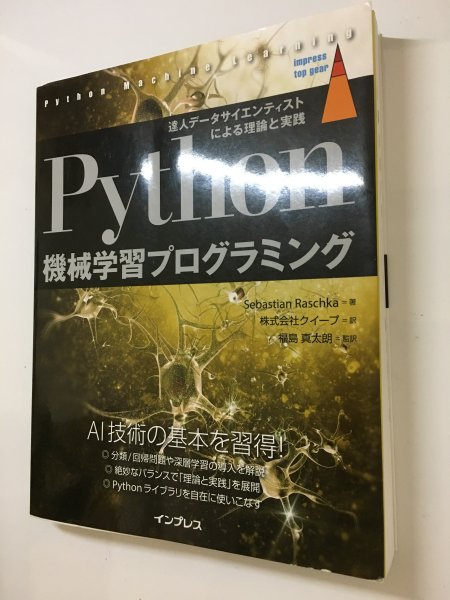 Python Machine Learning
impress
top gear
達人データサイエンティスト
による理論と実践
Python
機械学習プログラミング
Sebastian Raschka=著
株式会社クイープ=訳
福島 真太朗=監訳
AI技術の基本を習得!
◎ 分類/回帰問題や深層学習の導入を解説
◎ 絶妙なバランスで「理論と実践」を展開
◎ Pythonライブラリを自在に使いこなす
インプレス